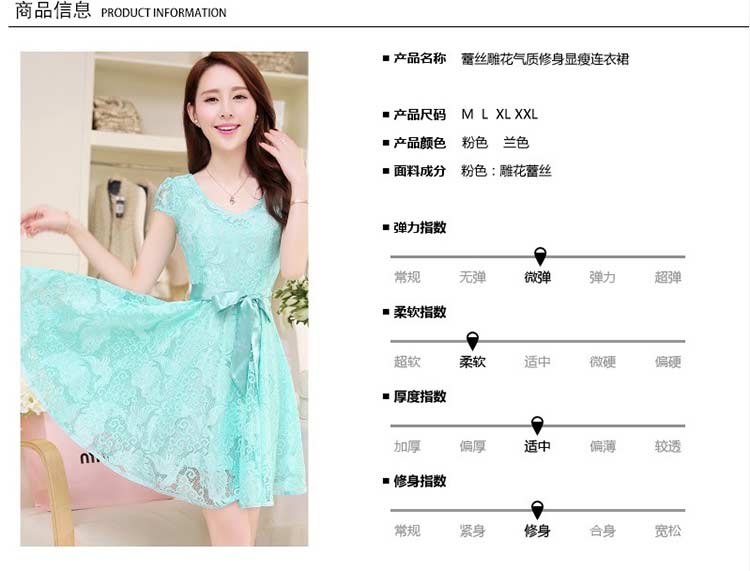 商品信息 PRODUCT INFORMATION
■ 产品名称 蕾丝雕花气质修身显瘦连衣裙
■ 产品尺码 M L XL XXL
■ 产品颜色 粉色 兰色
■ 面料成分 粉色：雕花蕾丝
■ 弹力指数
常规 无弹 微弹 弹力 超弹
■ 柔软指数
超软 柔软 适中 微硬 偏硬
■ 厚度指数
加厚 偏厚 适中 偏薄 较透
■ 修身指数
常规 紧身 修身 合身 宽松